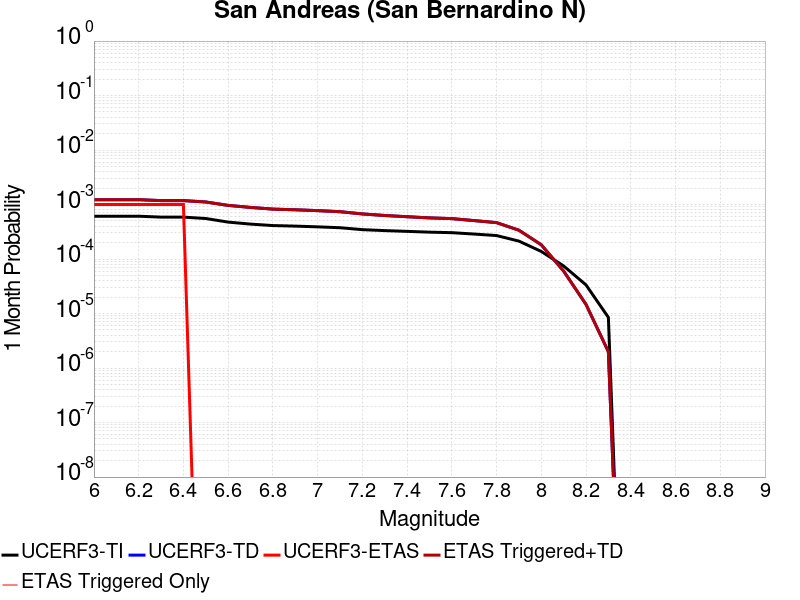 San Andreas (San Bernardino N)
10^0
10^-1
10^-2
10^-3
10^-4
10^-5
10^-6
10^-7
10^-8
1 Month Probability
6 6.2 6.4 6.6 6.8 7 7.2 7.4 7.6 7.8 8 8.2 8.4 8.6 8.8 9
Magnitude
UCERF3-TI UCERF3-TD UCERF3-ETAS ETAS Triggered+TD
ETAS Triggered Only